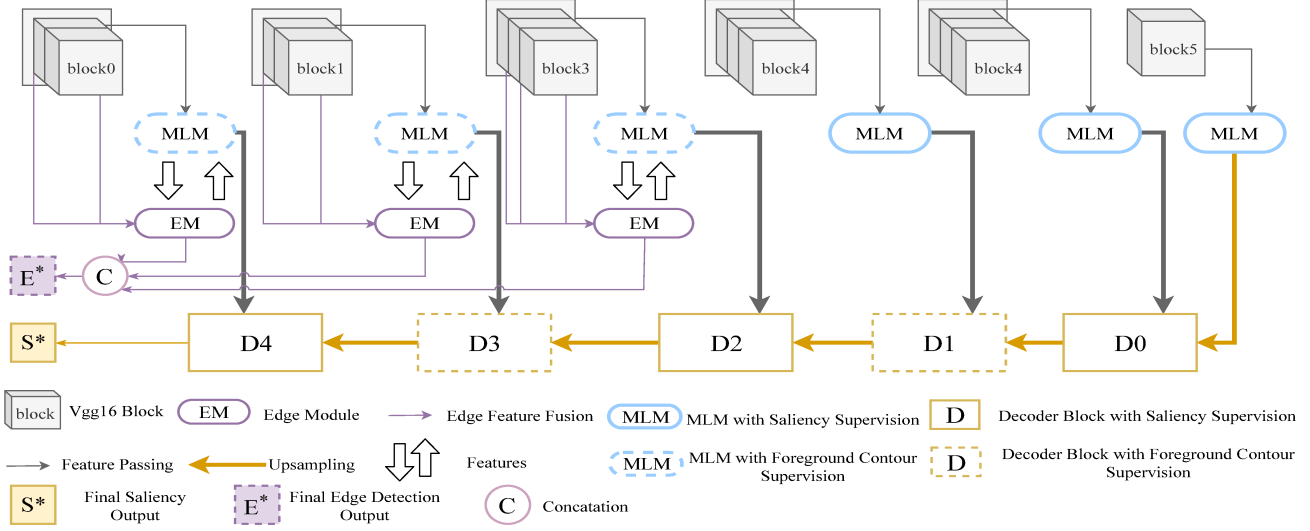 block0
block1
block3
block4
block4
block5
MLM
MLM
MLM
MLM
MLM
MLM
EM
EM
EM
E*
C
S*
D4
D3
D2
D1
D0
block
Vgg16 Block
EM
Edge Module
Edge Feature Fusion
MLM
MLM with Saliency Supervision
D
Decoder Block with Saliency Supervision
Feature Passing
Upsampling
Features
MLM
MLM with Foreground Contour
Supervision
D
Decoder Block with Foreground Contour
Supervision
S*
Final Saliency
Output
E*
Final Edge Detection
Output
C
Concatation